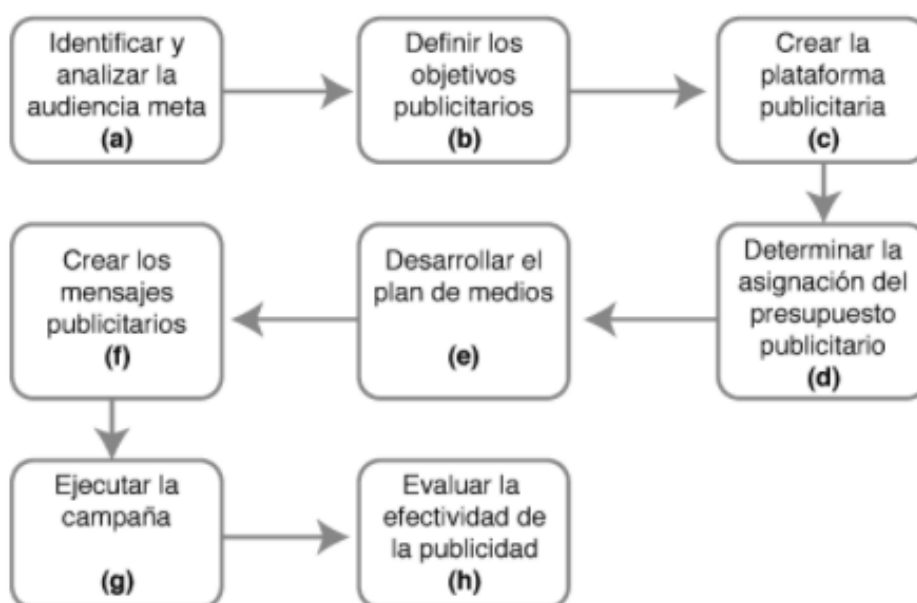 Identificar y
analizar la
audiencia meta
(a)
Definir los
objetivos
publicitarios
(b)
Crear la
plataforma
publicitaria
(c)
Determinar la
asignación del
presupuesto
publicitario
(d)
Desarrollar el
plan de medios
(e)
Crear los
mensajes
publicitarios
(f)
Ejecutar la
campaña
(g)
Evaluar la
efectividad de
la publicidad
(h)